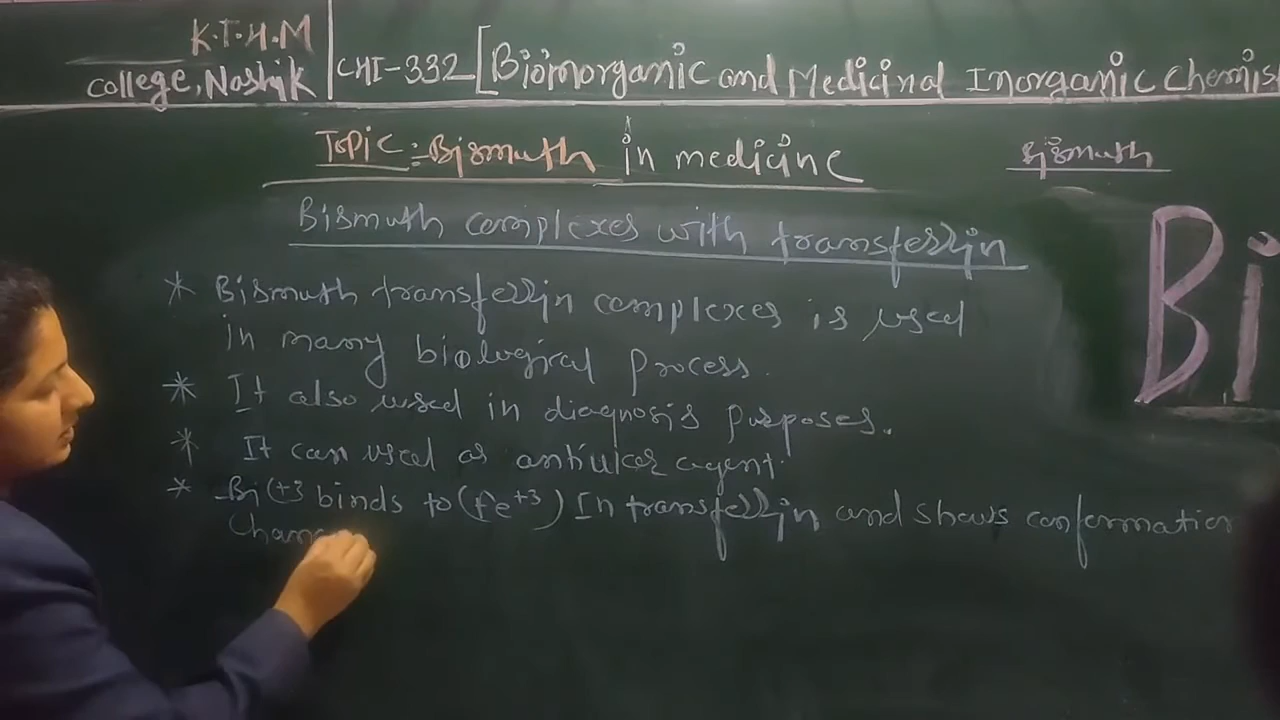 K.T.H.M
college, Nashik
CHI-332 [Bioinorganic and Medicinal Inorganic Chemis
Topic:- Bismuth in medicine
Bismuth
Bismuth complexes with transferrin
Bi
* Bismuth transferrin complexes is used
in many biological process.
* It also used in diagnosis purposes.
* It can used as antiulcer agent.
* Bi(+3 binds to (fe+3) In transferrin and shows conformation
Chan